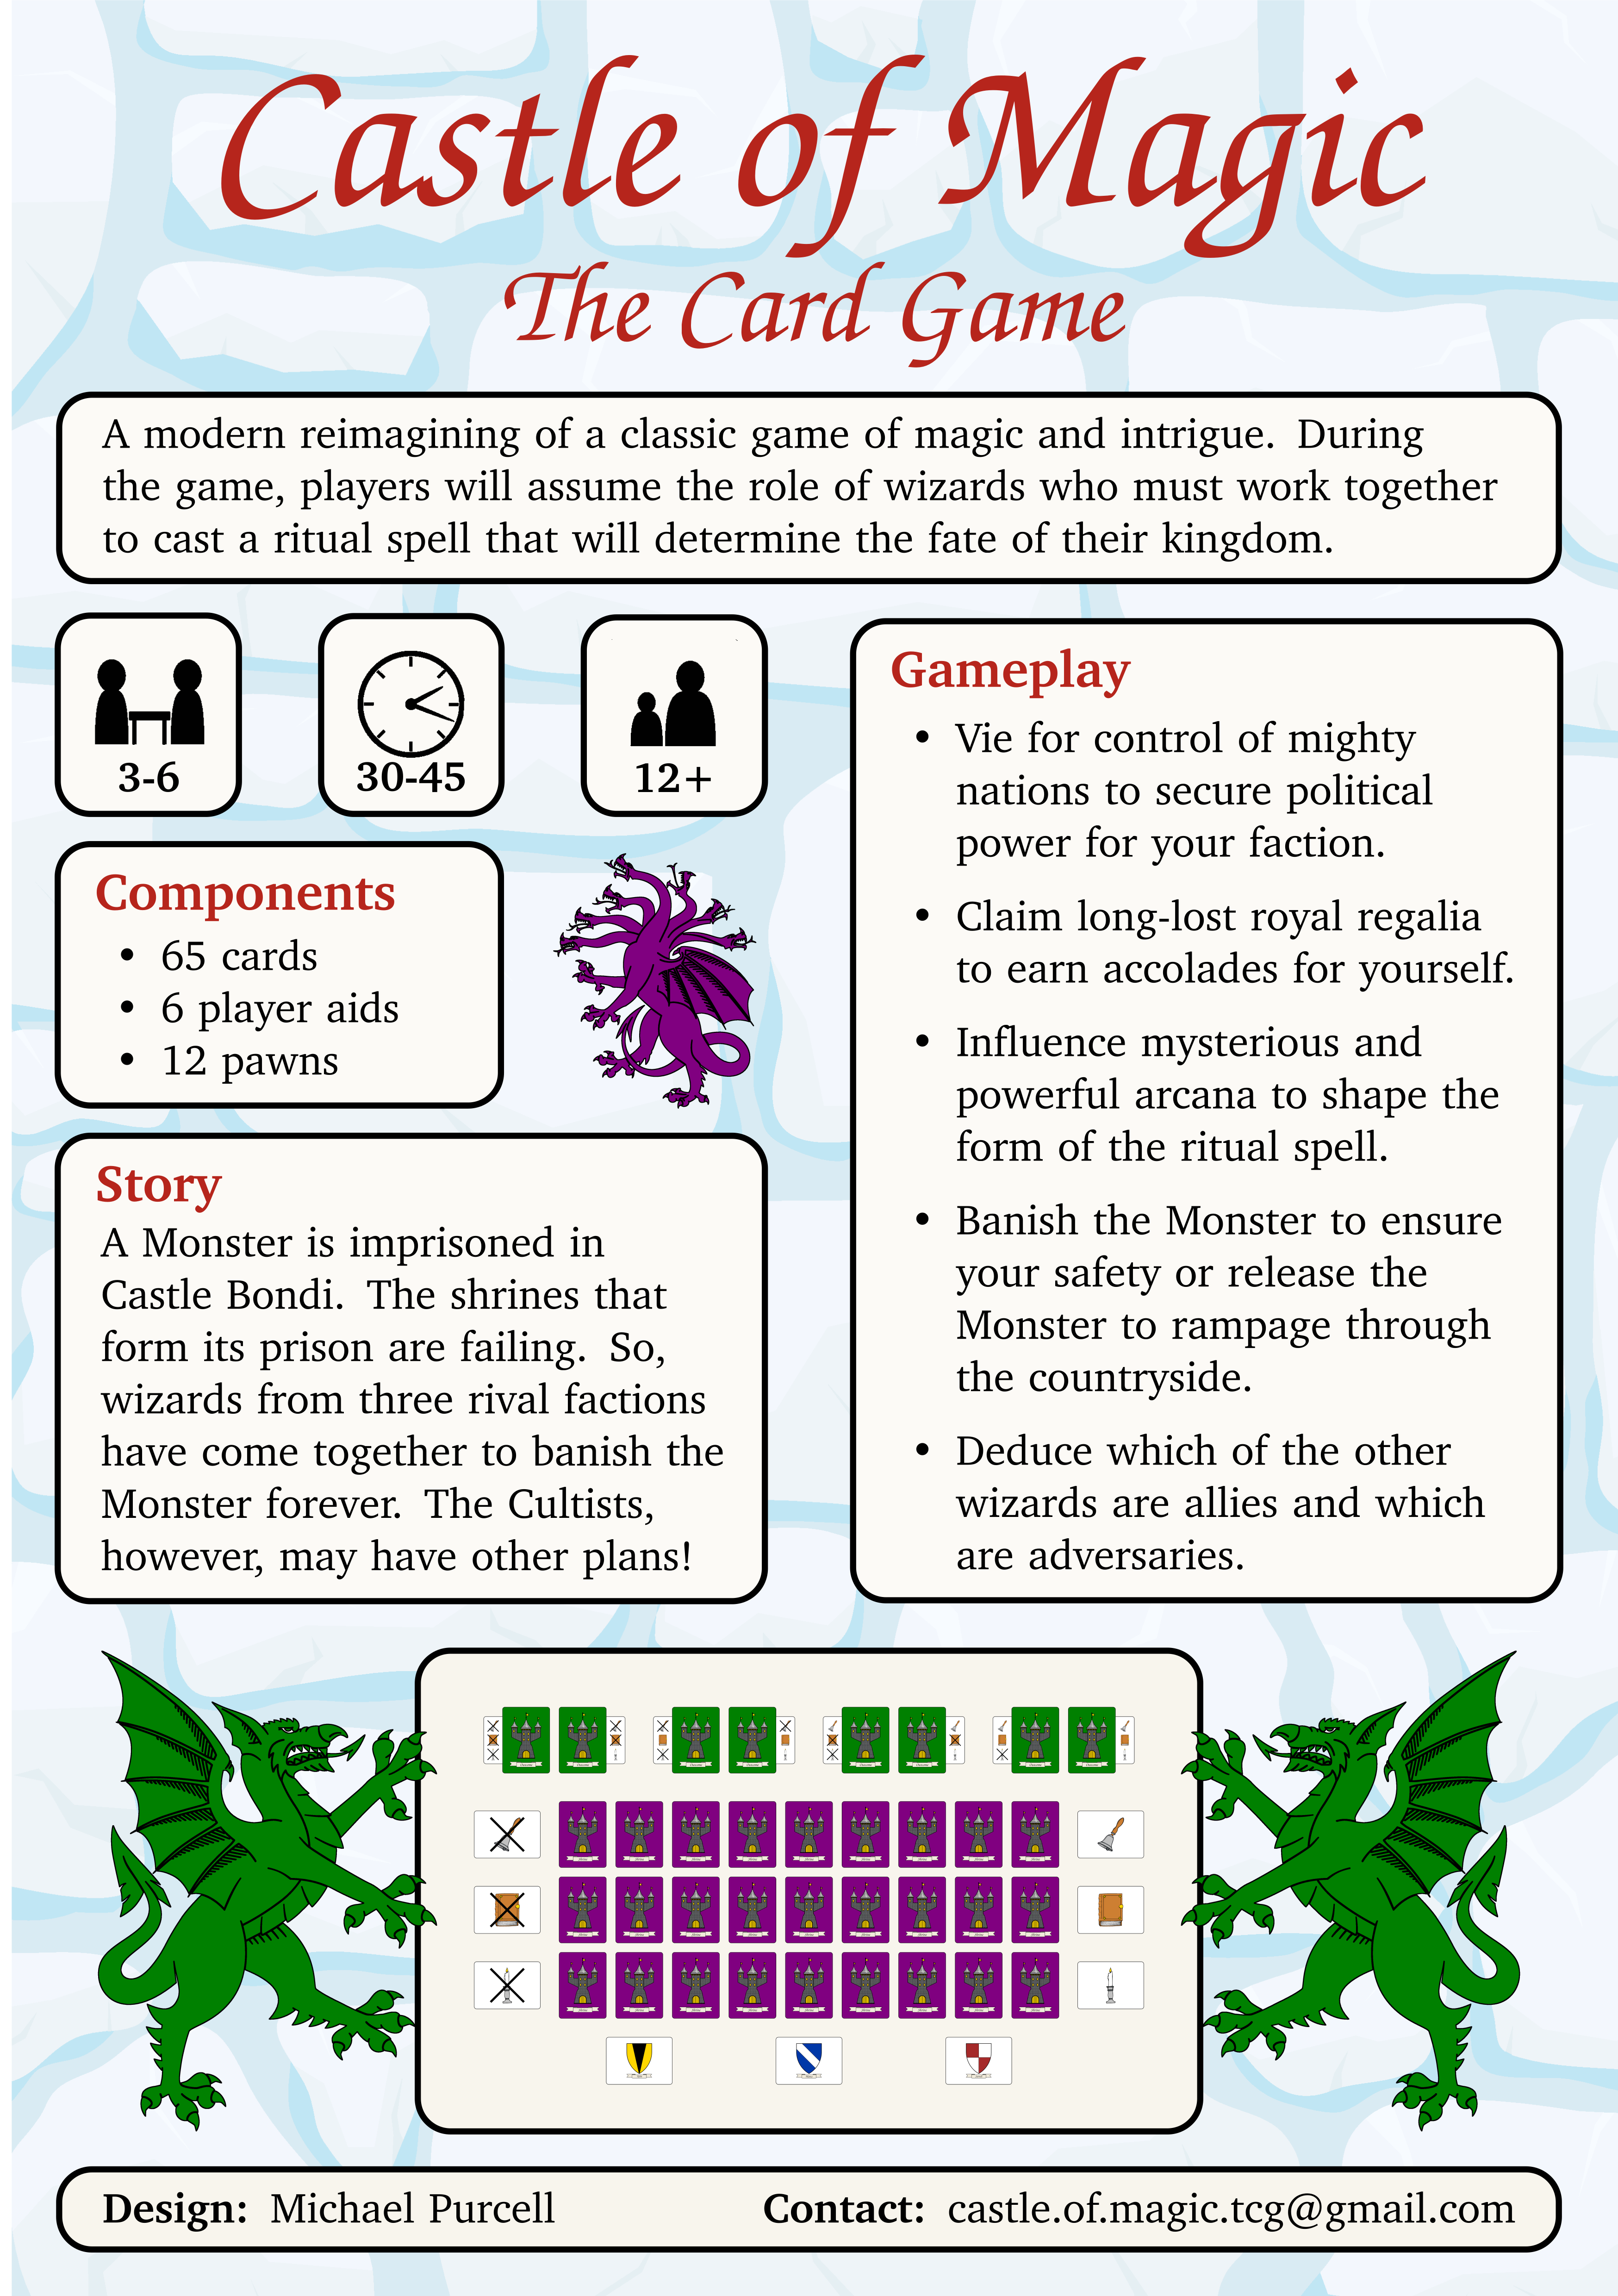 Castle of Magic
The Card Game
A modern reimagining of a classic game of magic and intrigue. During
the game, players will assume the role of wizards who must work together
to cast a ritual spell that will determine the fate of their kingdom.
3-6
30-45
12+
Components
• 65 cards
• 6 player aids
• 12 pawns
Story
A Monster is imprisoned in
Castle Bondi. The shrines that
form its prison are failing. So,
wizards from three rival factions
have come together to banish the
Monster forever. The Cultists,
however, may have other plans!
Gameplay
• Vie for control of mighty
nations to secure political
power for your faction.
• Claim long-lost royal regalia
to earn accolades for yourself.
• Influence mysterious and
powerful arcana to shape the
form of the ritual spell.
• Banish the Monster to ensure
your safety or release the
Monster to rampage through
the countryside.
• Deduce which of the other
wizards are allies and which
are adversaries.
Design: Michael Purcell
Contact: castle.of.magic.tcg@gmail.com